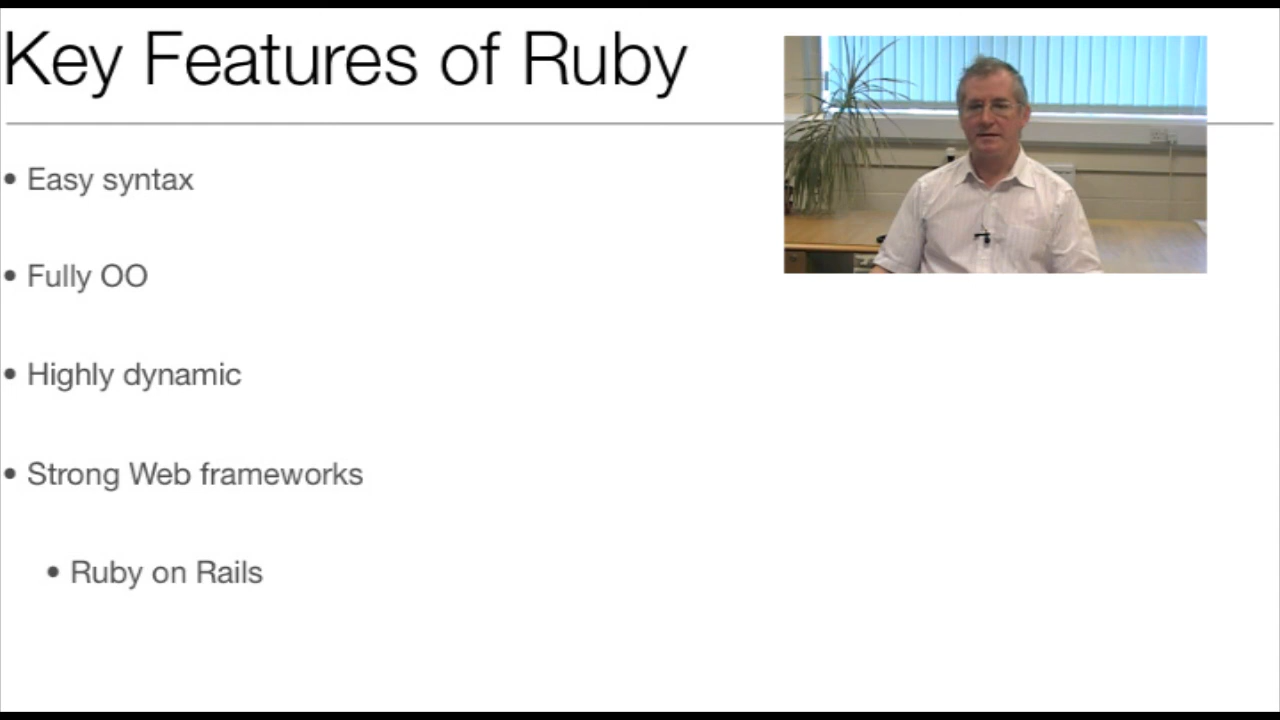 Key Features of Ruby
• Easy syntax
• Fully OO
• Highly dynamic
• Strong Web frameworks
• Ruby on Rails